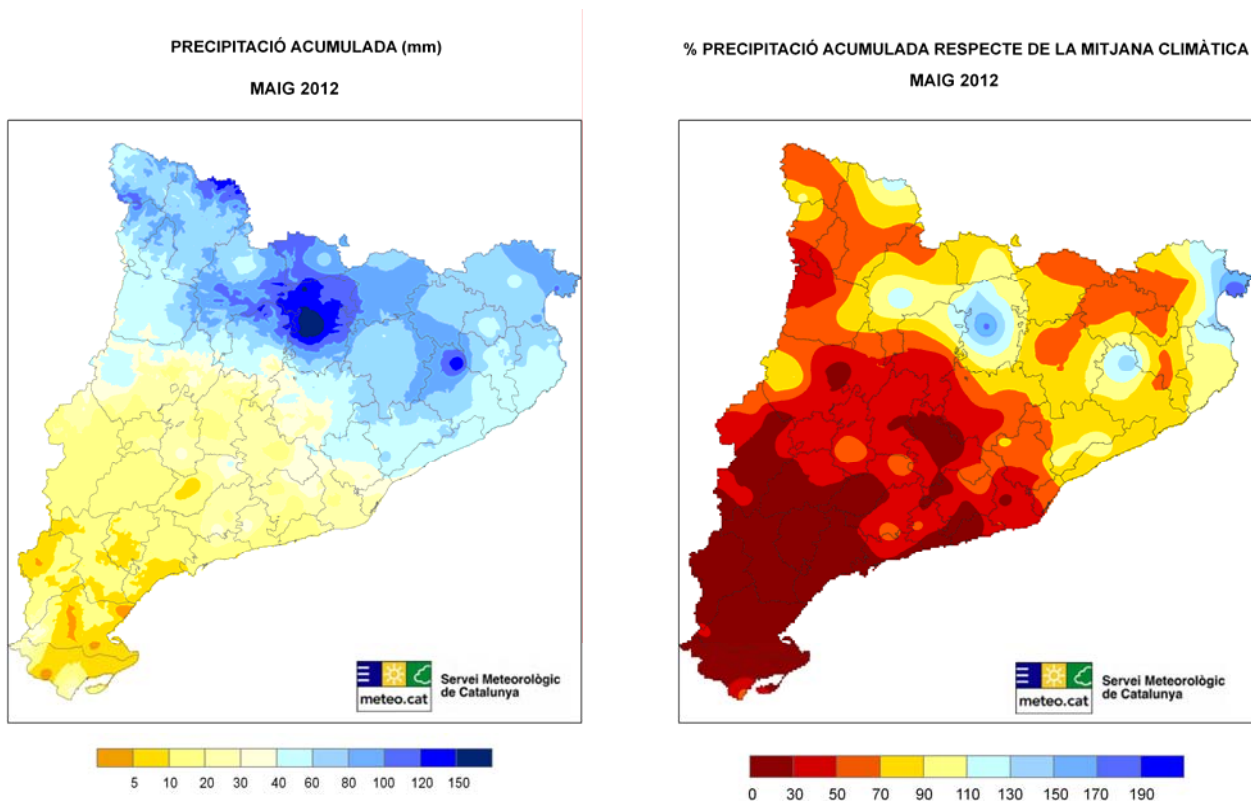 PRECIPITACIÓ ACUMULADA (mm)
MAIG 2012
Servei Meteorològic
de Catalunya
meteo.cat
5 10 20 30 40 60 80 100 120 150
% PRECIPITACIÓ ACUMULADA RESPECTE DE LA MITJANA CLIMÀTICA
MAIG 2012
Servei Meteorològic
de Catalunya
meteo.cat
0 30 50 70 90 110 130 150 170 190